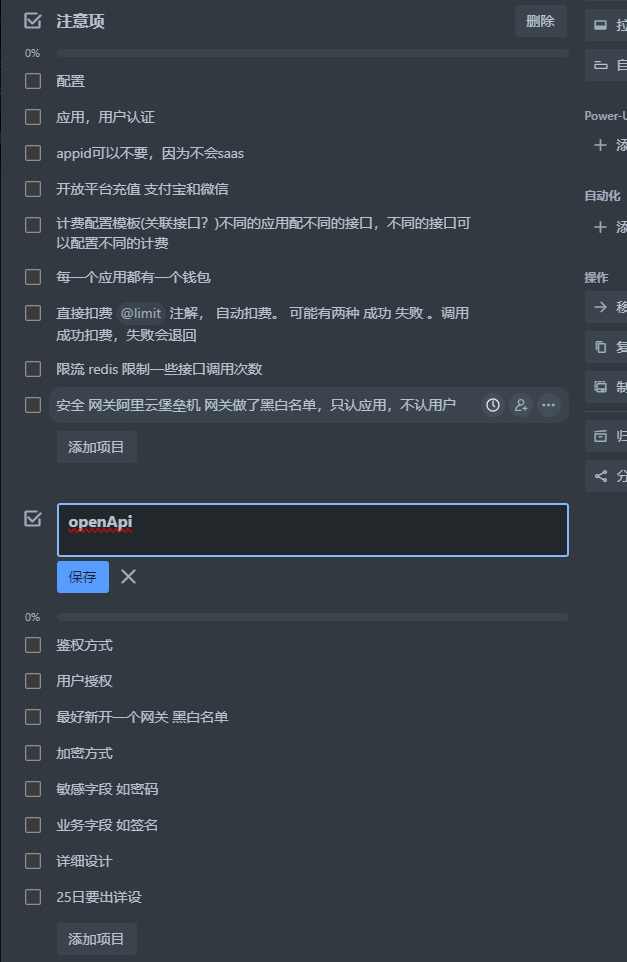 注意项
删除
0%
配置
应用，用户认证
appid可以不要，因为不会saas
开放平台充值 支付宝和微信
计费配置模板(关联接口？)不同的应用配不同的接口，不同的接口可
以配置不同的计费
每一个应用都有一个钱包
直接扣费 @limit 注解， 自动扣费。 可能有两种 成功 失败 。调用
成功扣费，失败会退回
限流 redis 限制一些接口调用次数
安全 网关阿里云堡垒机 网关做了黑白名单，只认应用，不认用户
添加项目
openApi
保存
0%
鉴权方式
用户授权
最好新开一个网关 黑白名单
加密方式
敏感字段 如密码
业务字段 如签名
详细设计
25日要出详设
添加项目
拉
自
Power-U
添
自动化
添
操作
移
复
制
归
分